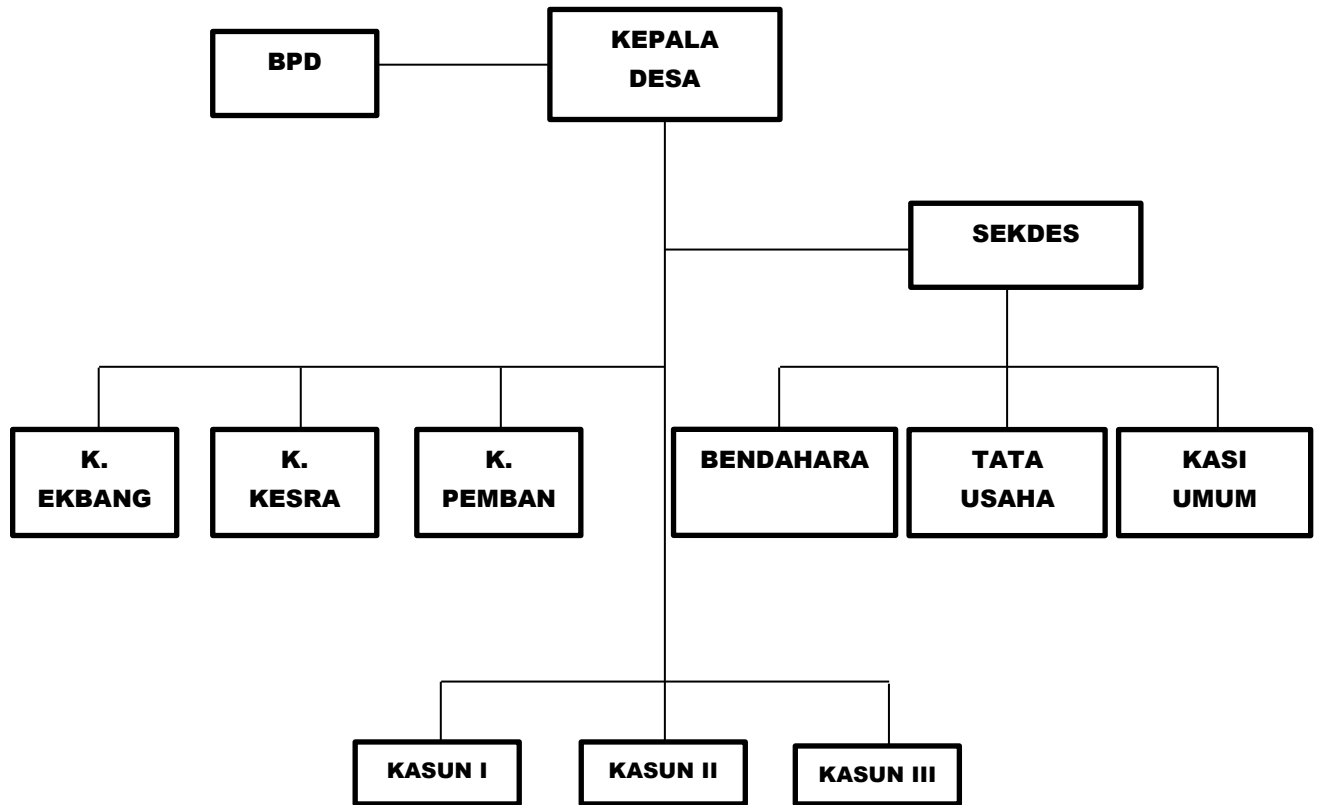 BPD
KEPALA
DESA
SEKDES
K.
EKBANG
K.
KESRA
K.
PEMBAN
BENDAHARA
TATA
USAHA
KASI
UMUM
KASUN I
KASUN II
KASUN III